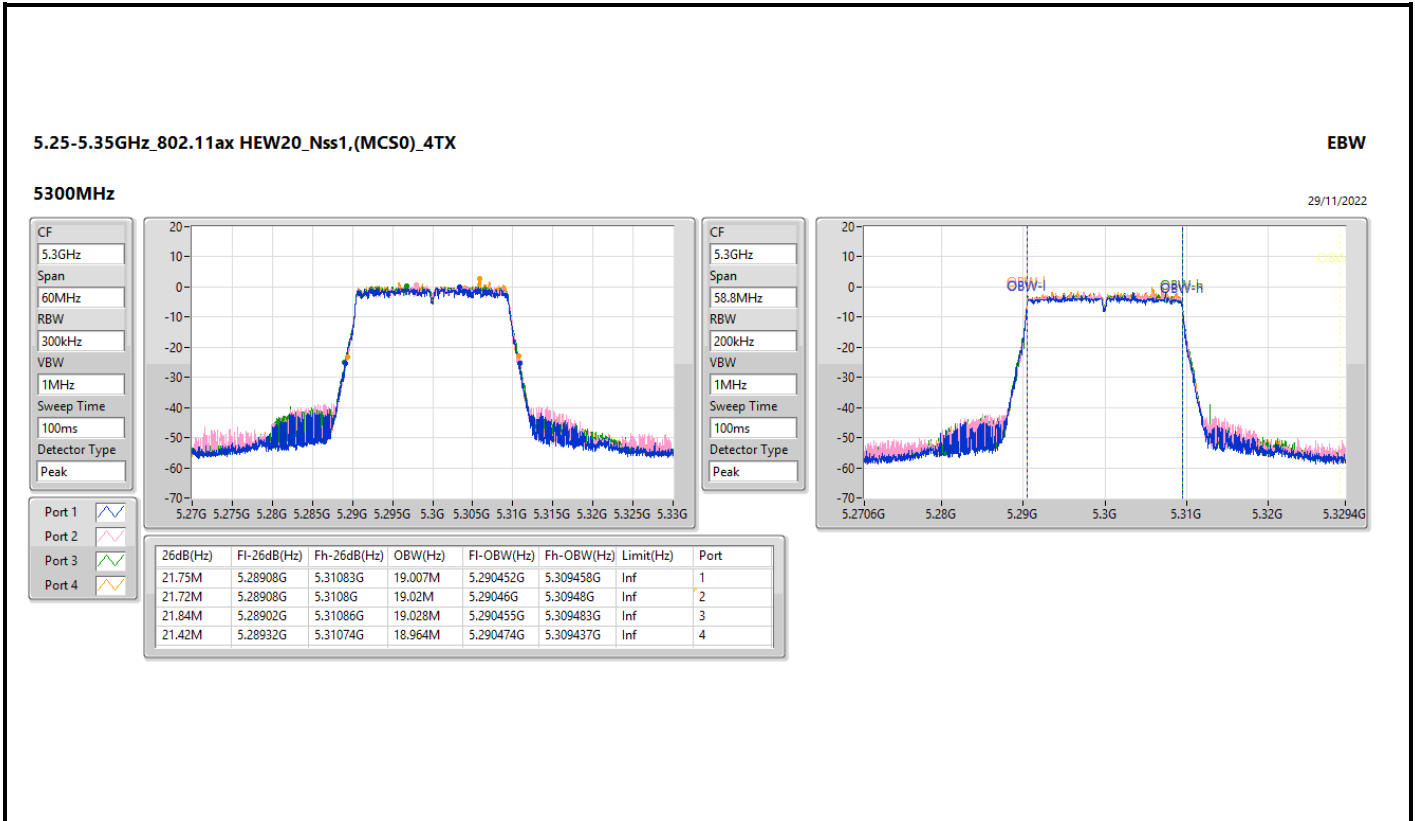 5.25-5.35GHz_802.11ax HEW20_Nss1,(MCS0)_4TX
EBW
5300MHz
29/11/2022
CF
5.3GHz
Span
60MHz
RBW
300kHz
VBW
1MHz
Sweep Time
100ms
Detector Type
Peak
Port 1
Port 2
Port 3
Port 4
20
10
0
-10
-20
-30
-40
-50
-60
-70
5.27G 5.275G 5.28G 5.285G 5.29G 5.295G 5.3G 5.305G 5.31G 5.315G 5.32G 5.325G 5.33G
CF
5.3GHz
Span
58.8MHz
RBW
200kHz
VBW
1MHz
Sweep Time
100ms
Detector Type
Peak
20
10
0
-10
-20
-30
-40
-50
-60
-70
OBW-l
OBW-h
5.2706G 5.28G 5.29G 5.3G 5.31G 5.32G 5.3294G
26dB(Hz) Fl-26dB(Hz) Fh-26dB(Hz) OBW(Hz) Fl-OBW(Hz) Fh-OBW(Hz) Limit(Hz) Port
21.75M 5.28908G 5.31083G 19.007M 5.290452G 5.309458G Inf 1
21.72M 5.28908G 5.3108G 19.02M 5.29046G 5.30948G Inf 2
21.84M 5.28902G 5.31086G 19.028M 5.290455G 5.309483G Inf 3
21.42M 5.28932G 5.31074G 18.964M 5.290474G 5.309437G Inf 4